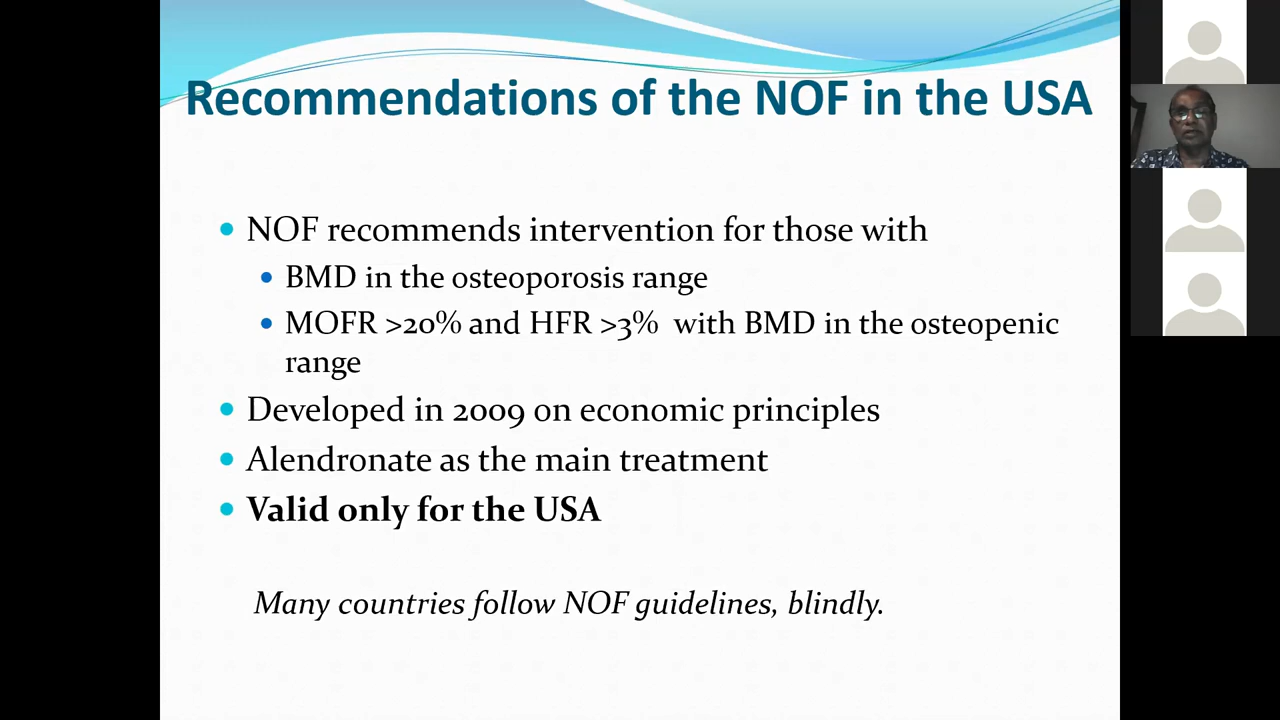 Recommendations of the NOF in the USA
NOF recommends intervention for those with
BMD in the osteoporosis range
MOFR >20% and HFR >3% with BMD in the osteopenic
range
Developed in 2009 on economic principles
Alendronate as the main treatment
Valid only for the USA
Many countries follow NOF guidelines, blindly.